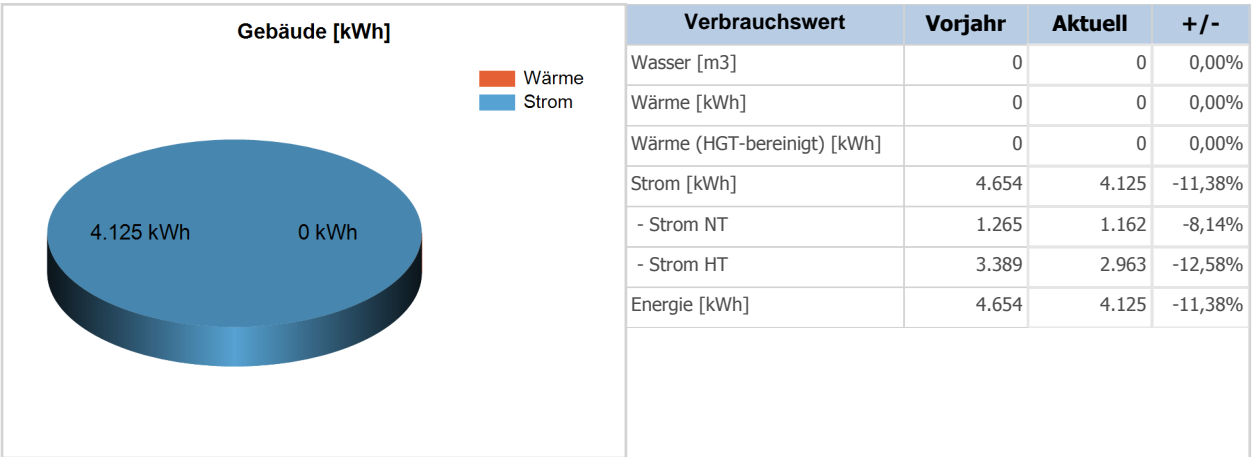 Gebäude [kWh]
Wärme
Strom
4.125 kWh 0 kWh
Verbrauchswert Vorjahr Aktuell +/-
Wasser [m3] 0 0 0,00%
Wärme [kWh] 0 0 0,00%
Wärme (HGT-bereinigt) [kWh] 0 0 0,00%
Strom [kWh] 4.654 4.125 -11,38%
- Strom NT 1.265 1.162 -8,14%
- Strom HT 3.389 2.963 -12,58%
Energie [kWh] 4.654 4.125 -11,38%